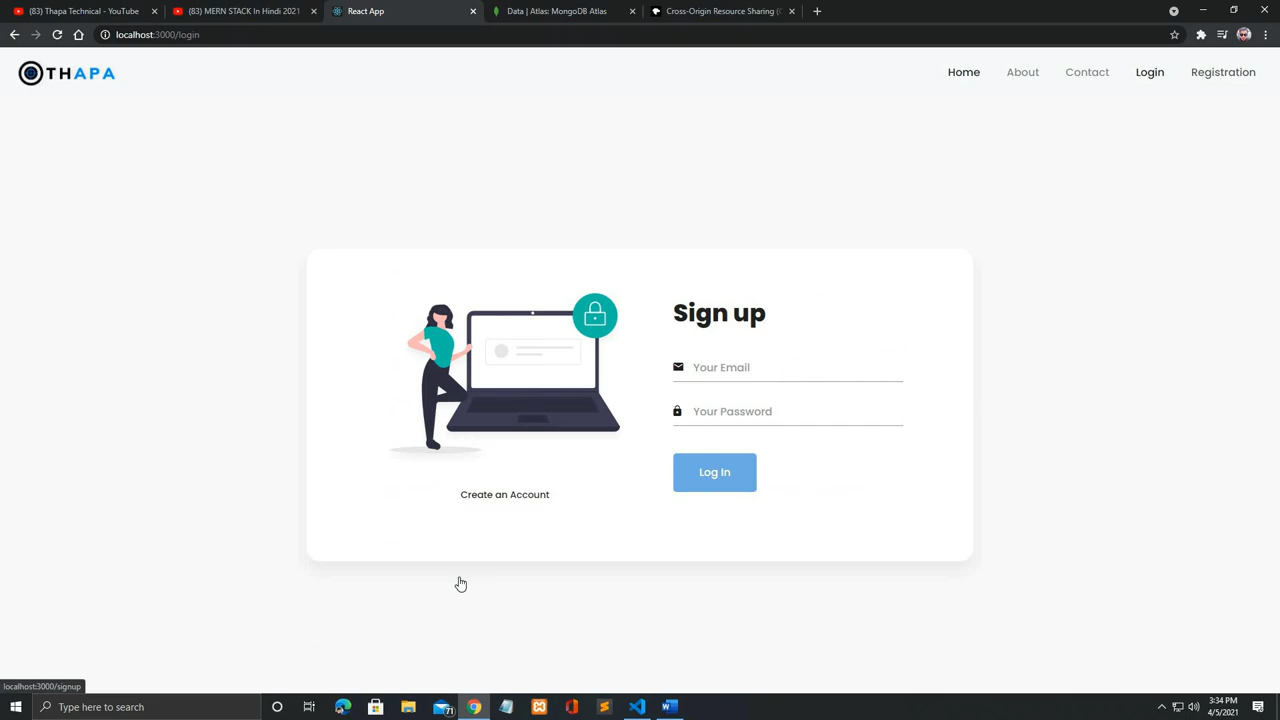 (83) Thapa Technical - YouTube
(83) MERN STACK In Hindi 2021
React App
Data | Atlas: MongoDB Atlas
Cross-Origin Resource Sharing (
localhost:3000/login
THAPA
Home
About
Contact
Login
Registration
Sign up
Your Email
Your Password
Log In
Create an Account
localhost:3000/signup
Type here to search
71
3:34 PM
4/5/2021